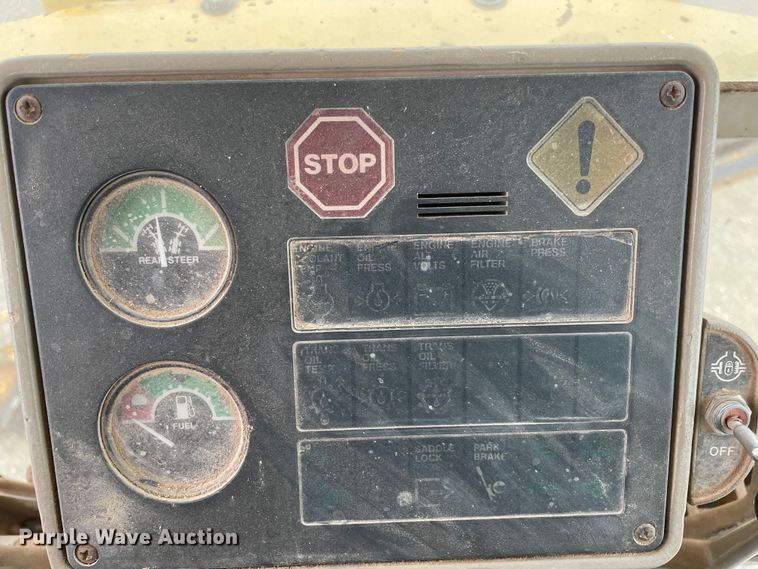 STOP
!
REAR STEER
ENGINE COOLANT TEMP
ENGINE OIL PRESS
ENGINE ALT VOLTS
ENGINE AIR FILTER
BRAKE PRESS
TRANS OIL TEMP
TRANS
PRESS
TRANS OIL FILTER
FUEL
SADDLE LOCK
PARK BRAKE
OFF
Purple Wave Auction